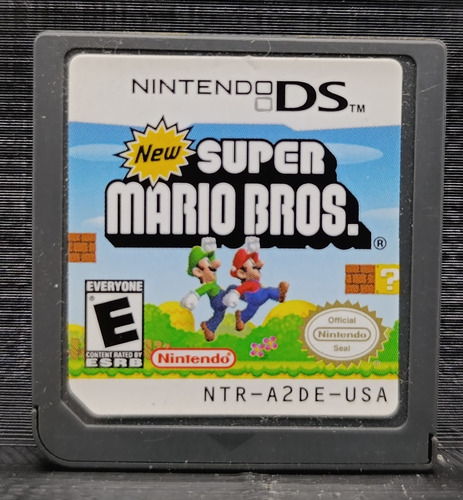 NINTENDO DS™
New SUPER
MARIO BROS.®
?
EVERYONE
E
CONTENT RATED BY
ESRB
Nintendo
Official
Nintendo
Seal
NTR-A2DE-USA